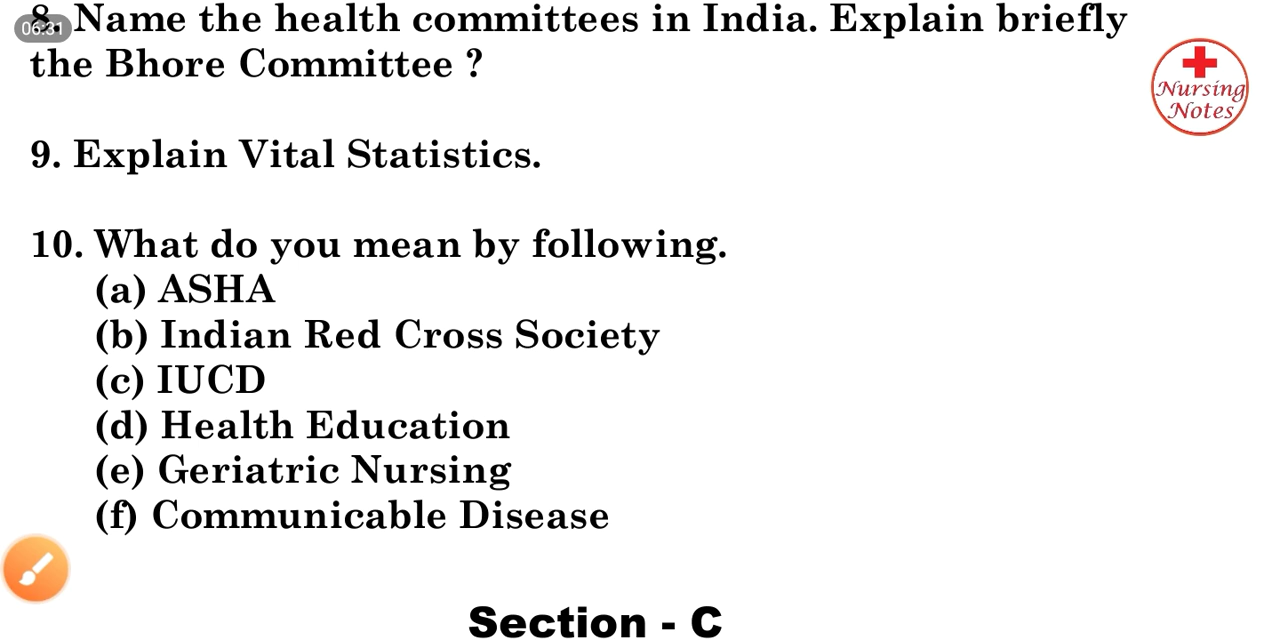 8. Name the health committees in India. Explain briefly
06:31
the Bhore Committee ?
Nursing
Notes
9. Explain Vital Statistics.
10. What do you mean by following.
(a) ASHA
(b) Indian Red Cross Society
(c) IUCD
(d) Health Education
(e) Geriatric Nursing
(f) Communicable Disease
Section - C